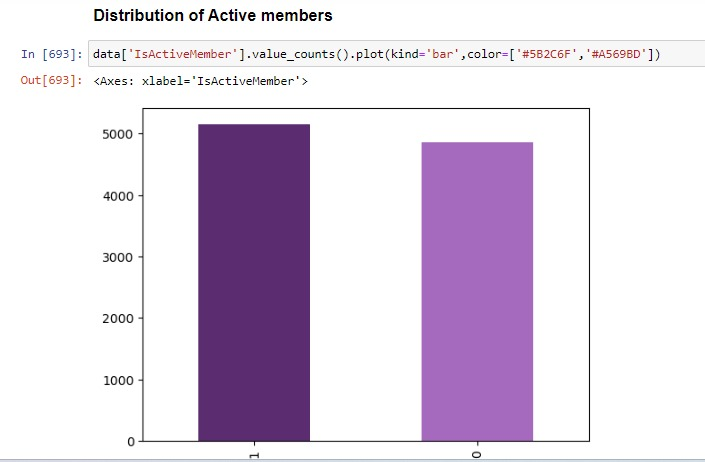 Distribution of Active members
In [693]: data['IsActiveMember'].value_counts().plot(kind='bar',color=['#5B2C6F','#A569BD'])
Out[693]: <Axes: xlabel='IsActiveMember'>
5000
4000
3000
2000
1000
0
1
0